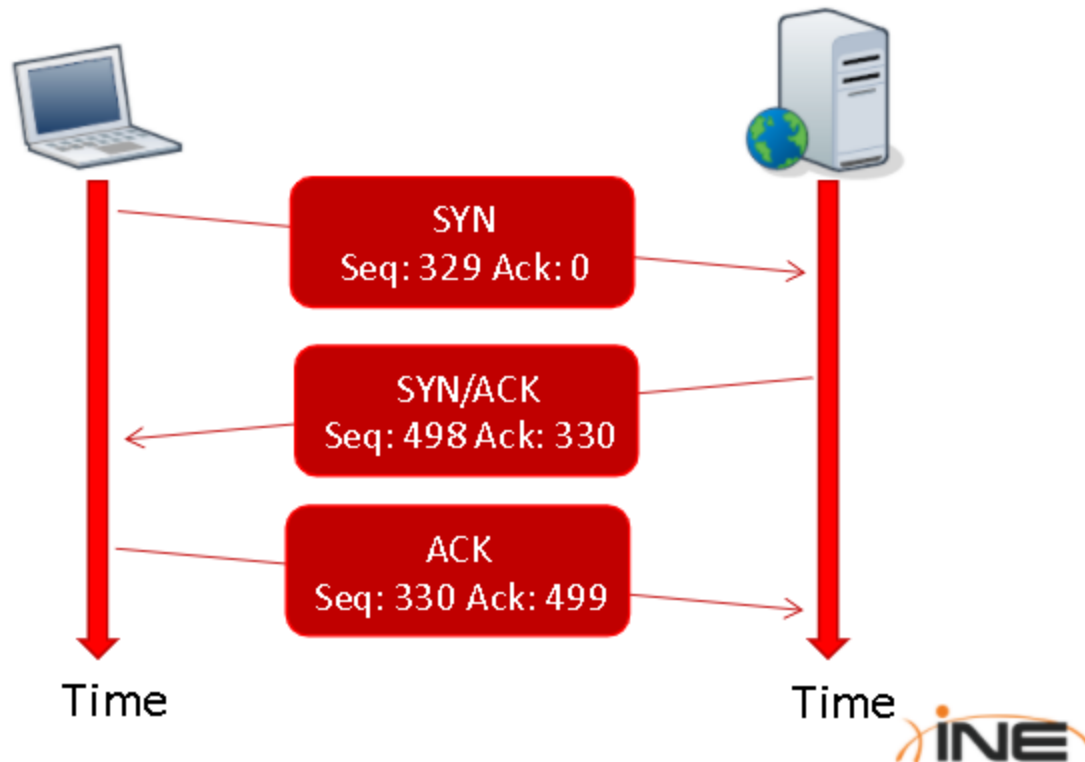 SYN
Seq: 329 Ack: 0
SYN/ACK
Seq: 498 Ack: 330
ACK
Seq: 330 Ack: 499
Time
Time
iNE